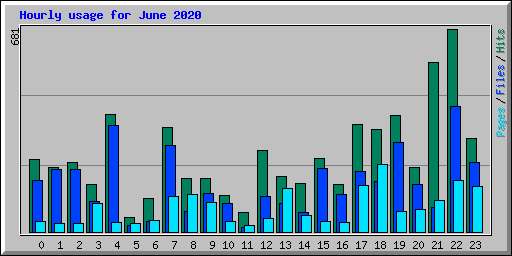 Hourly usage for June 2020
681
Pages/Files/Hits
0 1 2 3 4 5 6 7 8 9 10 11 12 13 14 15 16 17 18 19 20 21 22 23